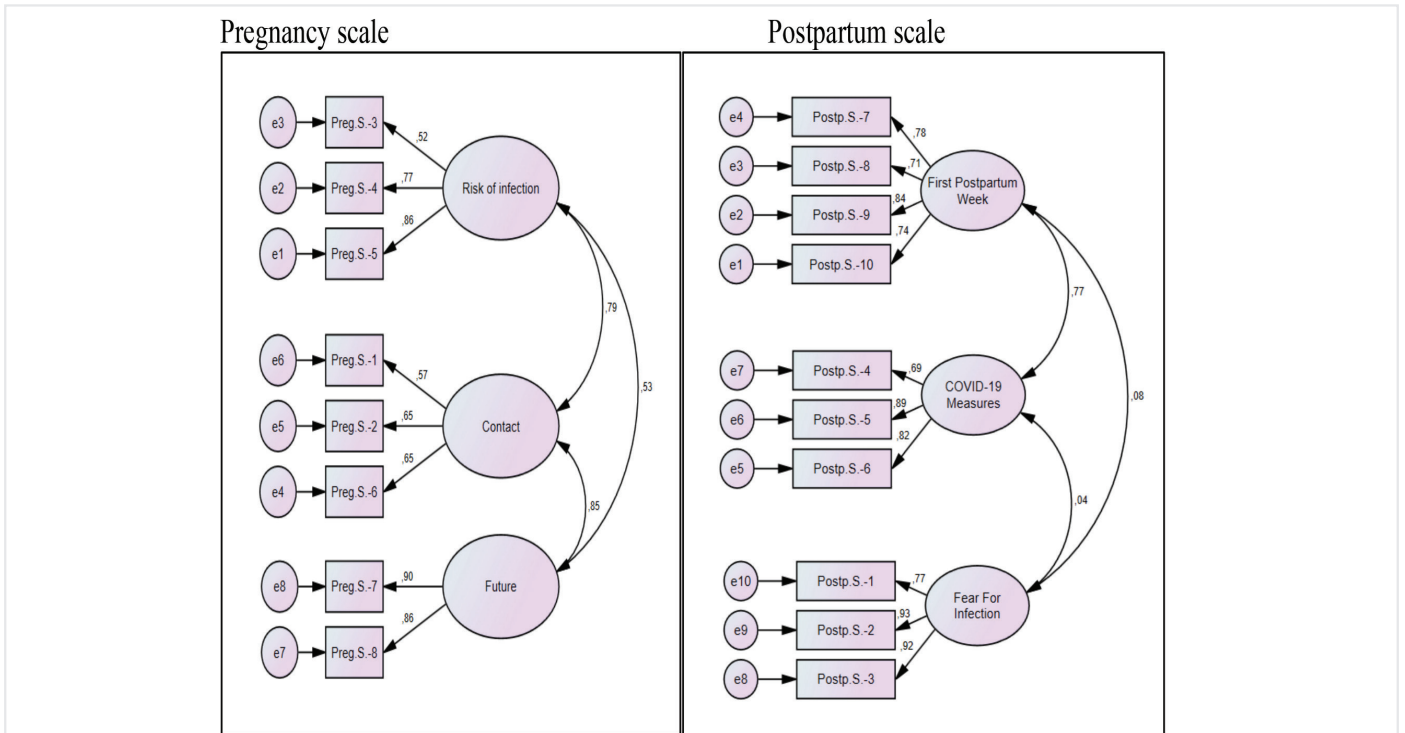 Pregnancy scale
Postpartum scale
e3
Preg.S.-3
,52
e2
Preg.S.-4
,77
Risk of infection
e1
Preg.S.-5
,86
,79
,53
e6
Preg.S.-1
,57
e5
Preg.S.-2
,65
Contact
e4
Preg.S.-6
,65
,85
e8
Preg.S.-7
,90
Future
e7
Preg.S.-8
,86
e4
Postp.S.-7
,78
e3
Postp.S.-8
,71
First Postpartum
Week
e2
Postp.S.-9
,84
e1
Postp.S.-10
,74
,77
,08
e7
Postp.S.-4
,69
COVID-19
Measures
e6
Postp.S.-5
,89
e5
Postp.S.-6
,82
,04
e10
Postp.S.-1
,77
Fear For
Infection
e9
Postp.S.-2
,93
e8
Postp.S.-3
,92